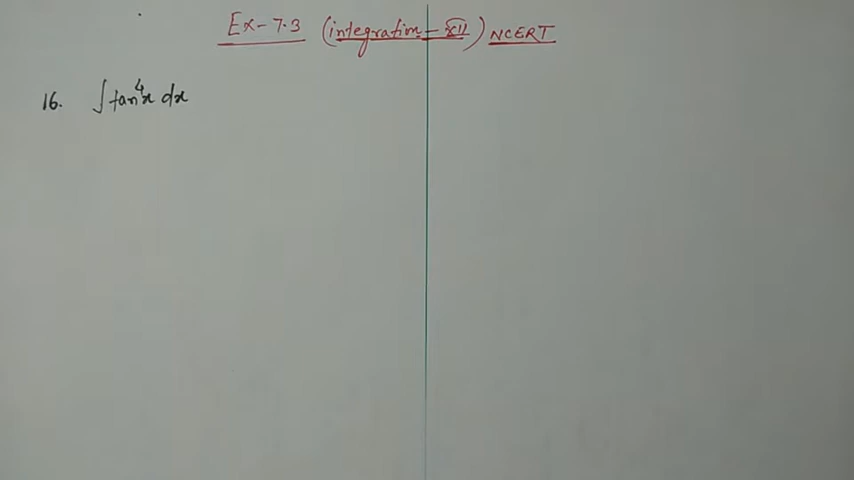 Ex-7.3 (integration - XII) NCERT
16. ∫tan⁴x dx